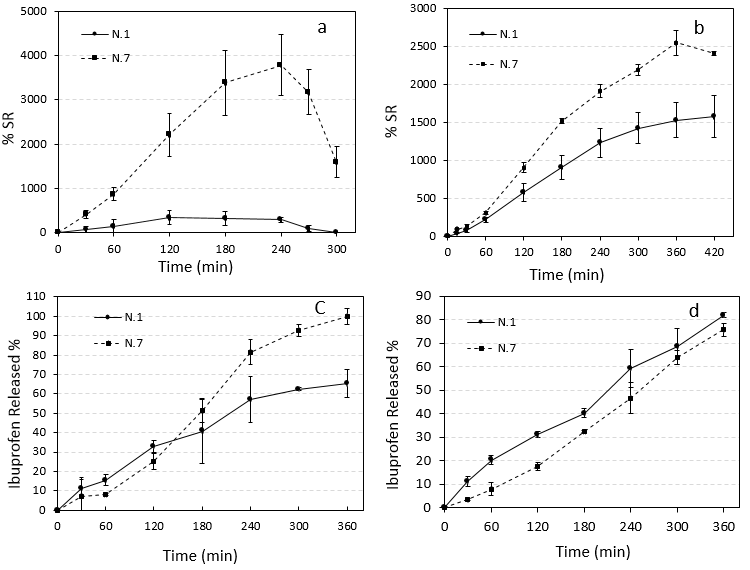 a
N.1
N.7
% SR
5000
4000
3000
2000
1000
0
0 60 120 180 240 300
Time (min)
b
N.1
N.7
% SR
3000
2500
2000
1500
1000
500
0
0 60 120 180 240 300 360 420
Time (min)
C
N.1
N.7
Ibuprofen Released %
110
100
90
80
70
60
50
40
30
20
10
0
0 60 120 180 240 300 360
Time (min)
d
N.1
N.7
Ibuprofen Released %
90
80
70
60
50
40
30
20
10
0
0 60 120 180 240 300 360
Time (min)